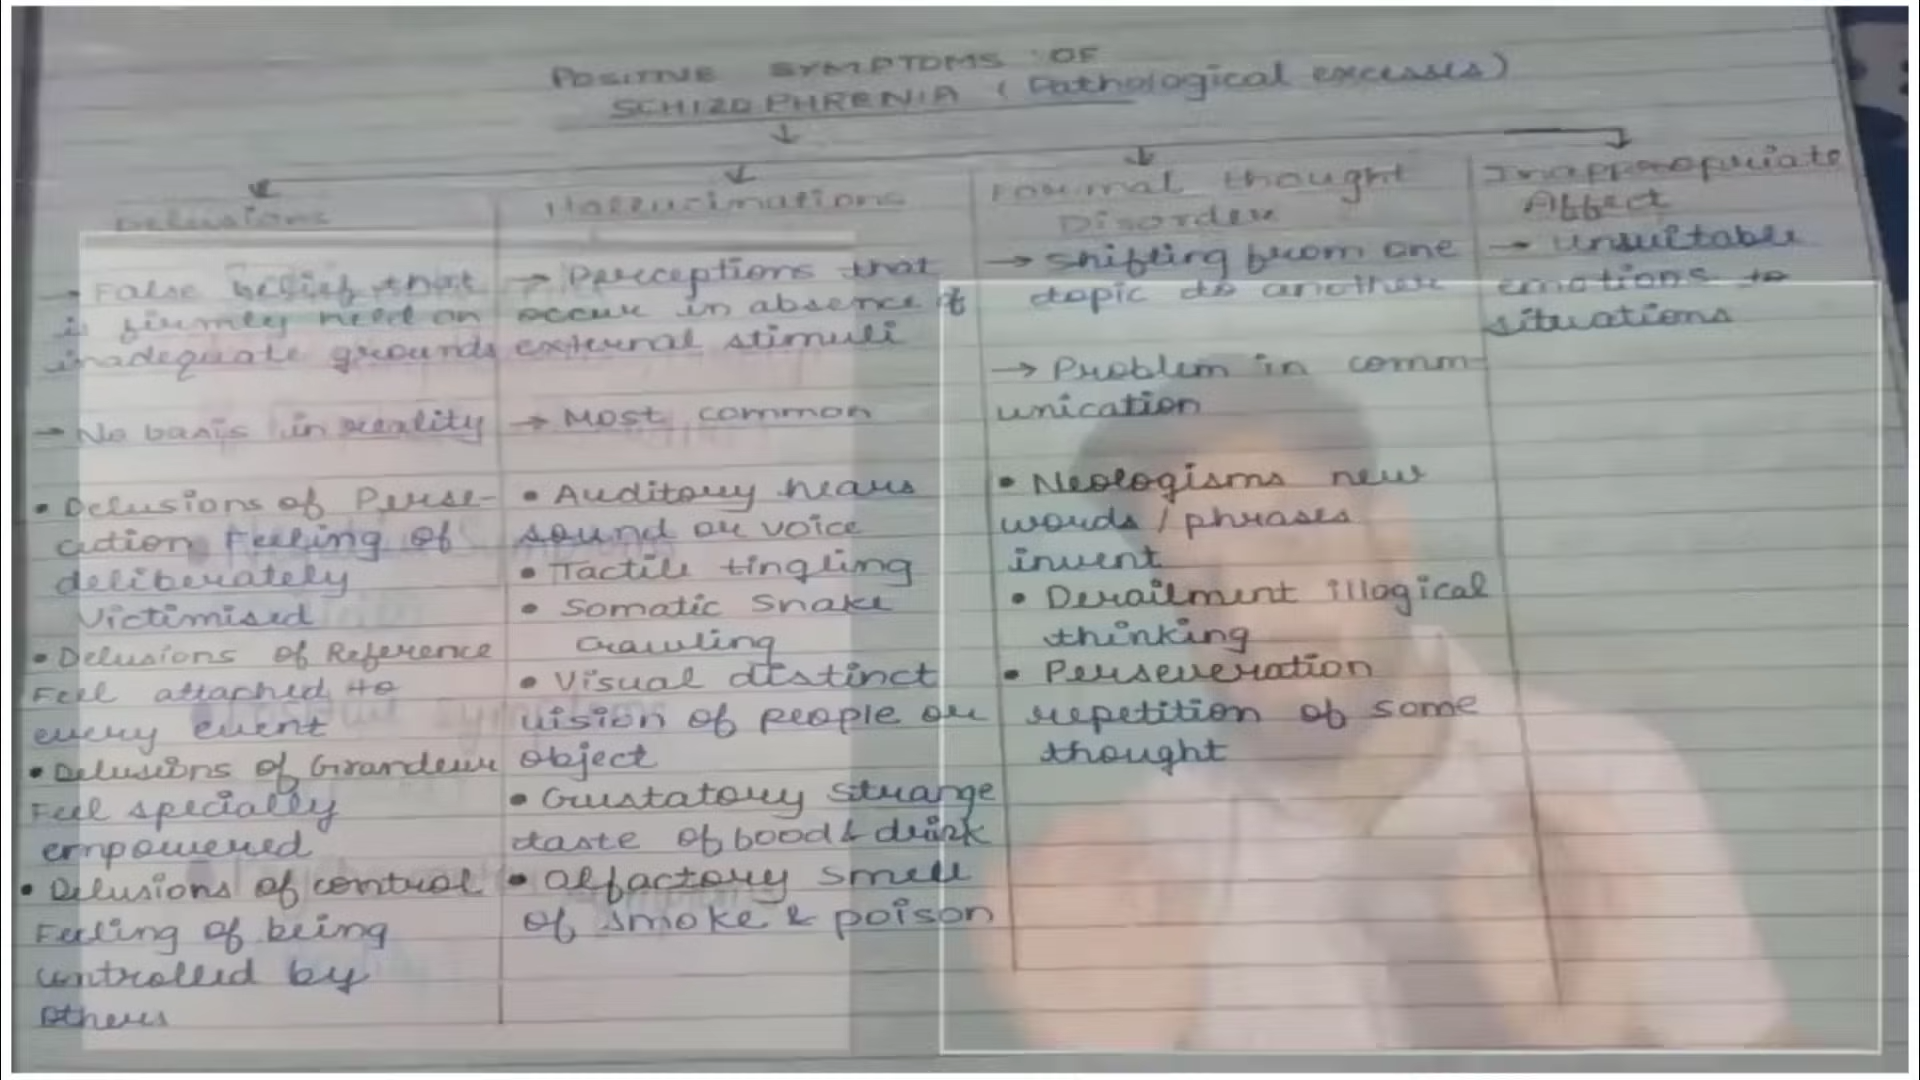 POSITIVE SYMPTOMS OF
SCHIZOPHRENIA (Pathological excesses)
Delusions
→ False belief that
is firmly held on
inadequate grounds
→ No basis in reality
• Delusions of Perse-
cution Feeling of
deliberately
Victimised
• Delusions of Reference
Feel attached to
every event
• Delusions of Grandeur
Feel specially
empowered
• Delusions of control
Feeling of being
controlled by
others
Hallucinations
→ Perceptions that
occur in absence of
external stimuli
→ Most common
• Auditory hears
sound or voice
• Tactile tingling
• Somatic Snake
crawling
• Visual distinct
vision of people or
object
• Gustatory strange
taste of food & drink
• Olfactory smell
of smoke & poison
Formal thought
Disorder
→ shifting from one
topic to another
→ Problem in comm-
unication
• Neologisms new
words / phrases
invent
• Derailment illogical
thinking
• Perseveration
repetition of some
thought
Inappropriate
Affect
→ unsuitable
emotions to
situations